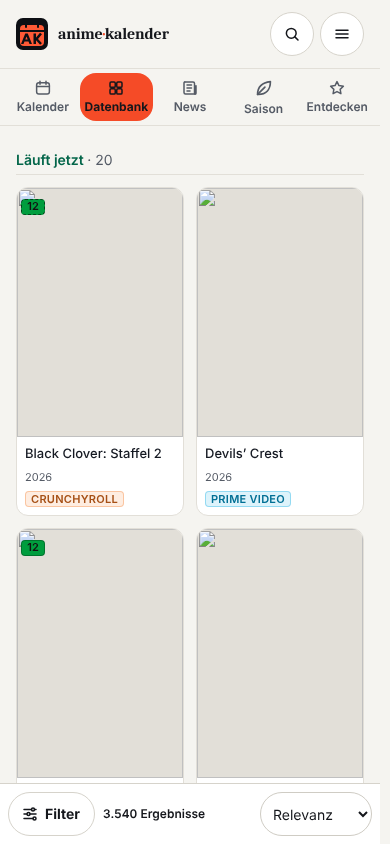 AK
anime·kalender
Kalender
Datenbank
News
Saison
Entdecken
Läuft jetzt · 20
12
Black Clover: Staffel 2
2026
CRUNCHYROLL
Devils’ Crest
2026
PRIME VIDEO
12
Filter
3.540 Ergebnisse
Relevanz